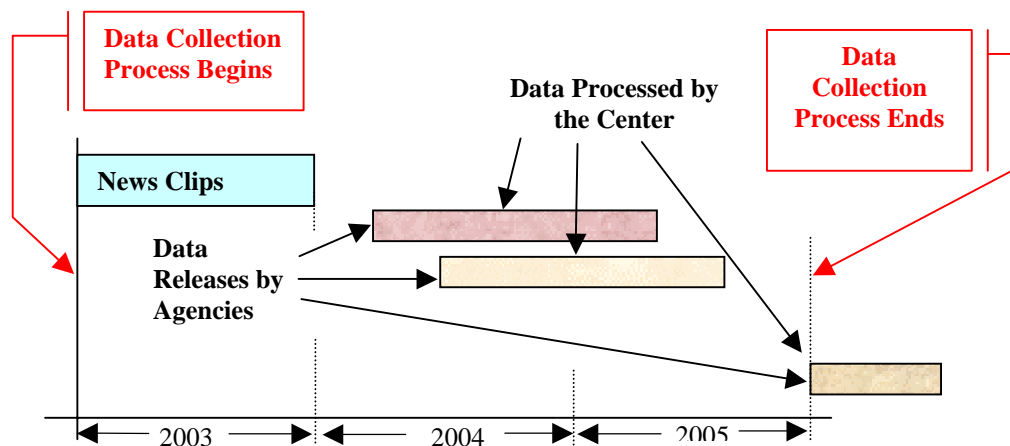 Data Collection
Process Begins
Data
Collection
Process Ends
Data Processed by
the Center
News Clips
Data
Releases by
Agencies
2003
2004
2005